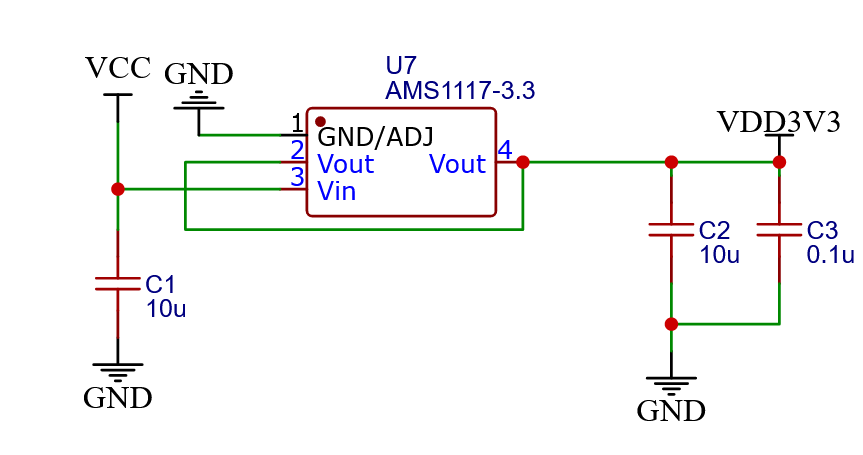 VCC
GND
U7
AMS1117-3.3
1
GND/ADJ
2
Vout
Vout
4
3
Vin
VDD3V3
C1
10u
C2
10u
C3
0.1u
GND
GND